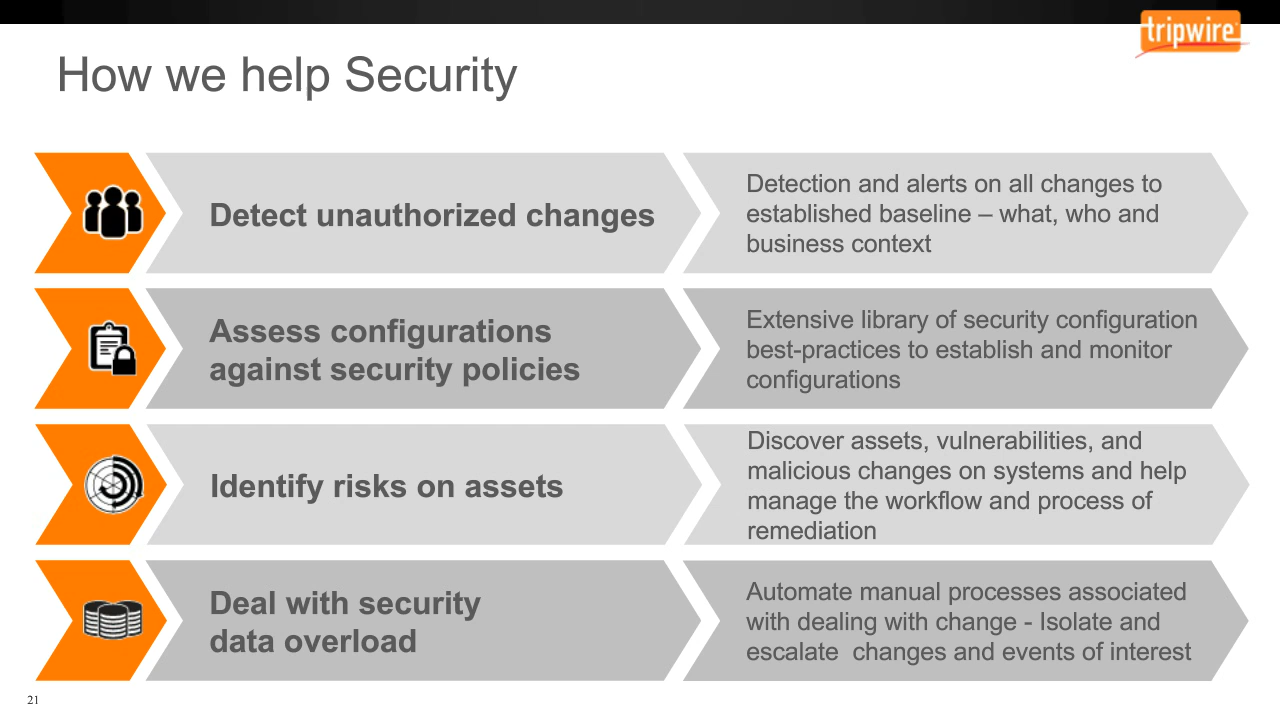 tripwire
How we help Security
Detect unauthorized changes
Detection and alerts on all changes to
established baseline – what, who and
business context
Assess configurations
against security policies
Extensive library of security configuration
best-practices to establish and monitor
configurations
Identify risks on assets
Discover assets, vulnerabilities, and
malicious changes on systems and help
manage the workflow and process of
remediation
Deal with security
data overload
Automate manual processes associated
with dealing with change - Isolate and
escalate  changes and events of interest
21